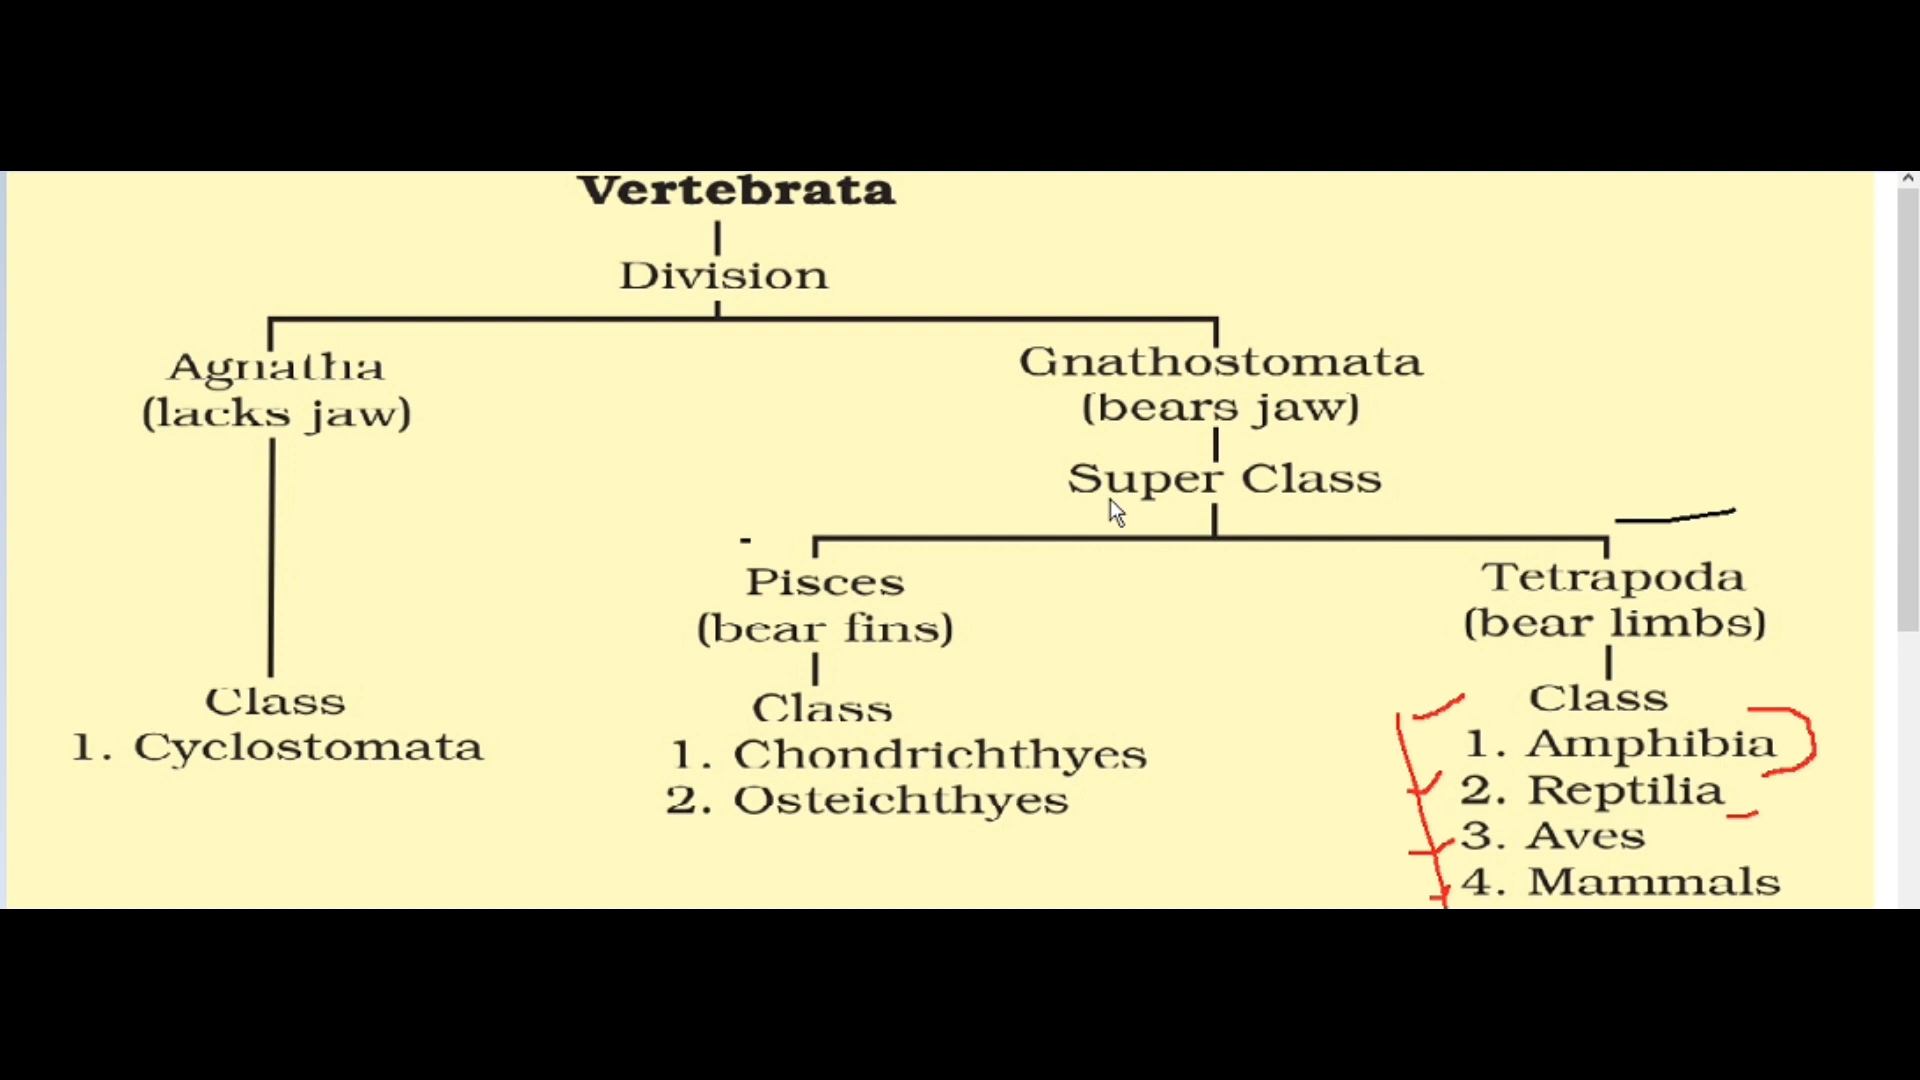 Vertebrata
Division
Agnatha
(lacks jaw)
Gnathostomata
(bears jaw)
Super Class
Pisces
(bear fins)
Tetrapoda
(bear limbs)
Class
1. Cyclostomata
Class
1. Chondrichthyes
2. Osteichthyes
Class
1. Amphibia
2. Reptilia
3. Aves
4. Mammals